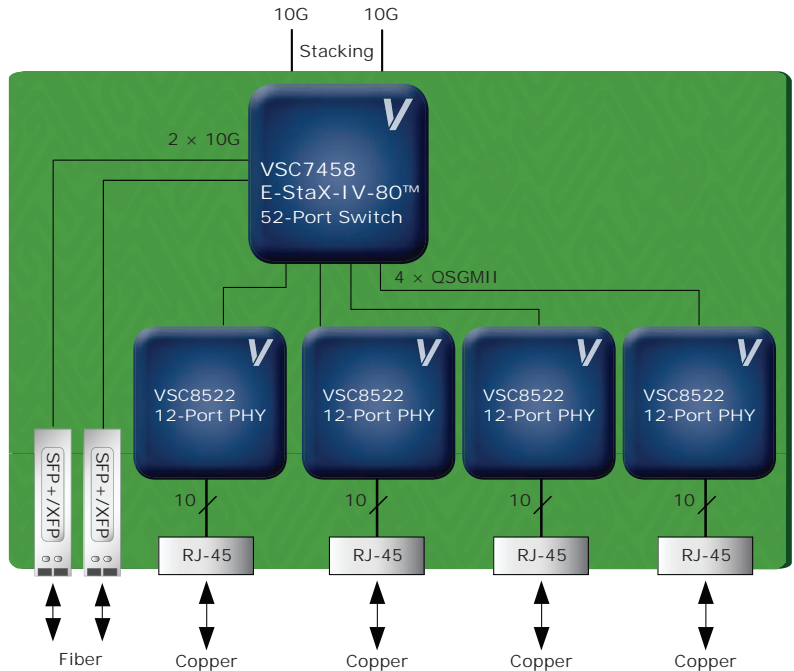 10G 10G
Stacking
2 × 10G
V
VSC7458
E-StaX-IV-80™
52-Port Switch
4 × QSGMII
V V V V
VSC8522 VSC8522 VSC8522 VSC8522
12-Port PHY 12-Port PHY 12-Port PHY 12-Port PHY
SFP+/XFP SFP+/XFP
10 10 10 10
RJ-45 RJ-45 RJ-45 RJ-45
Fiber Copper Copper Copper Copper